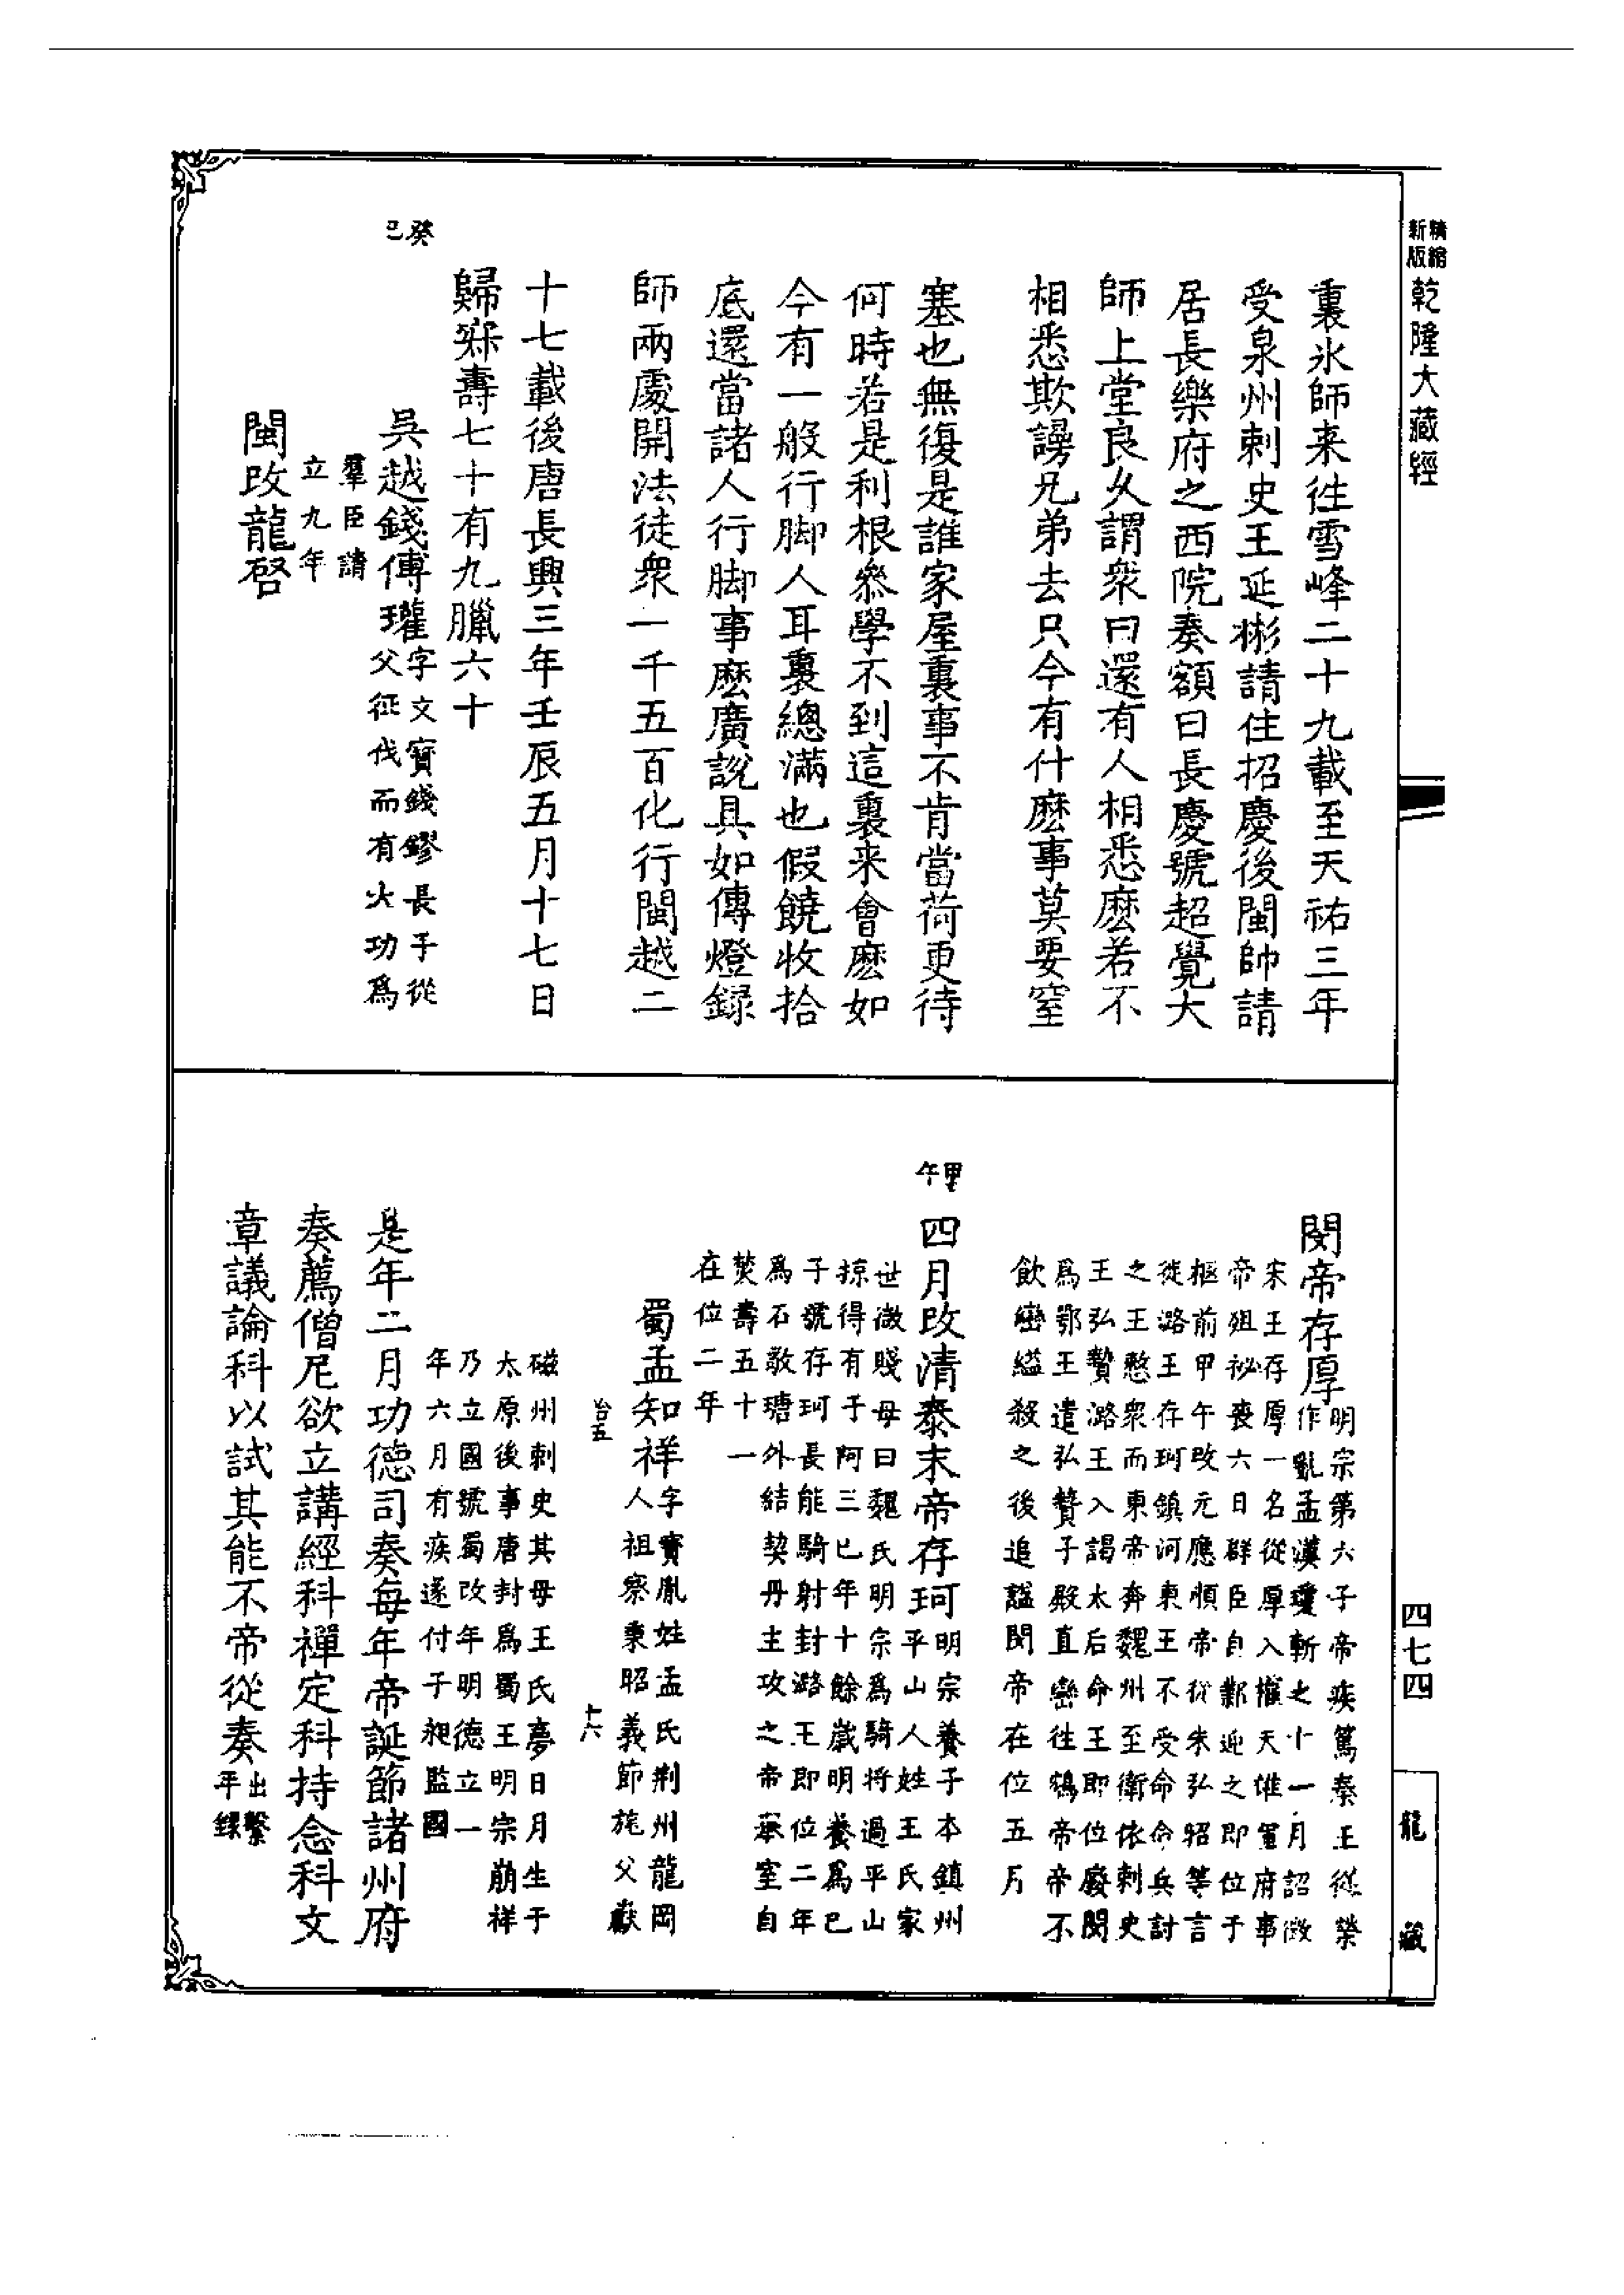 精縮新版乾隆大藏經
裏氷師来往雪峰二十九載至天祐三年
受泉州刺史王延彬請住招慶後閩帥請
居長樂府之西院奏額曰長慶號超覺大
師上堂良久謂衆曰還有人相悉麽若不
相悉欺謾兄弟去只今有什麽事莫要窒
塞也無復是誰家屋裏事不肯當荷更待
何時若是利根叅學不到這裏来會麽如
今有一般行脚人耳裏總滿也假饒收拾
底還當諸人行脚事麽廣說具如傳燈録
師兩處開法徒衆一千五百化行閩越二
十七載後唐長興三年壬辰五月十七日
歸寂壽七十有九臘六十
癸巳
吳越錢傳瓘字文寳錢鏐長子從
父征伐而有大功爲
羣臣請
立九年
閩改龍啓
閔帝存厚明宗第六子帝疾篤秦王從榮
作亂孟漢瓊斬之十一月詔徵
宋王存厚一名從厚入權天雄軍府事
帝殂祕喪六日群臣自鄴迎之即位于
柩前甲午改元應順帝從朱弘昭等言
徙潞王存珂鎮河東王不受命命兵討
之王憨衆而東帝奔魏州至衛依刺史
王弘贄潞王入謁太后命王即位廢閔
爲鄂王遣弘贄子殿直巒往鴆帝帝不
飲巒縊殺之後追謚閔帝在位五月
甲午
四月改清泰末帝存珂明宗養子本鎮州
平山人姓王氏家
世微賤母曰魏氏明宗爲騎將過平山
掠得有子阿三已年十餘歲明養爲己
子號存珂長能騎射封潞王即位二年
爲石敬瑭外結契丹主攻之帝舉室自
焚壽五十一
在位二年
蜀孟知祥字寳胤姓孟氏荆州龍岡
人祖察秉昭義節旄父獻
磁州刺史其母王氏夢日月生于
太原後事唐封爲蜀王明宗崩祥
乃立國號蜀改年明德立一
年六月有疾遂付子昶監國
是年二月功德司奏每年帝誕節諸州府
奏薦僧尼欲立講經科禪定科持念科文
章議論科以試其能不帝從奏出繫
平錄
四七四
龍藏